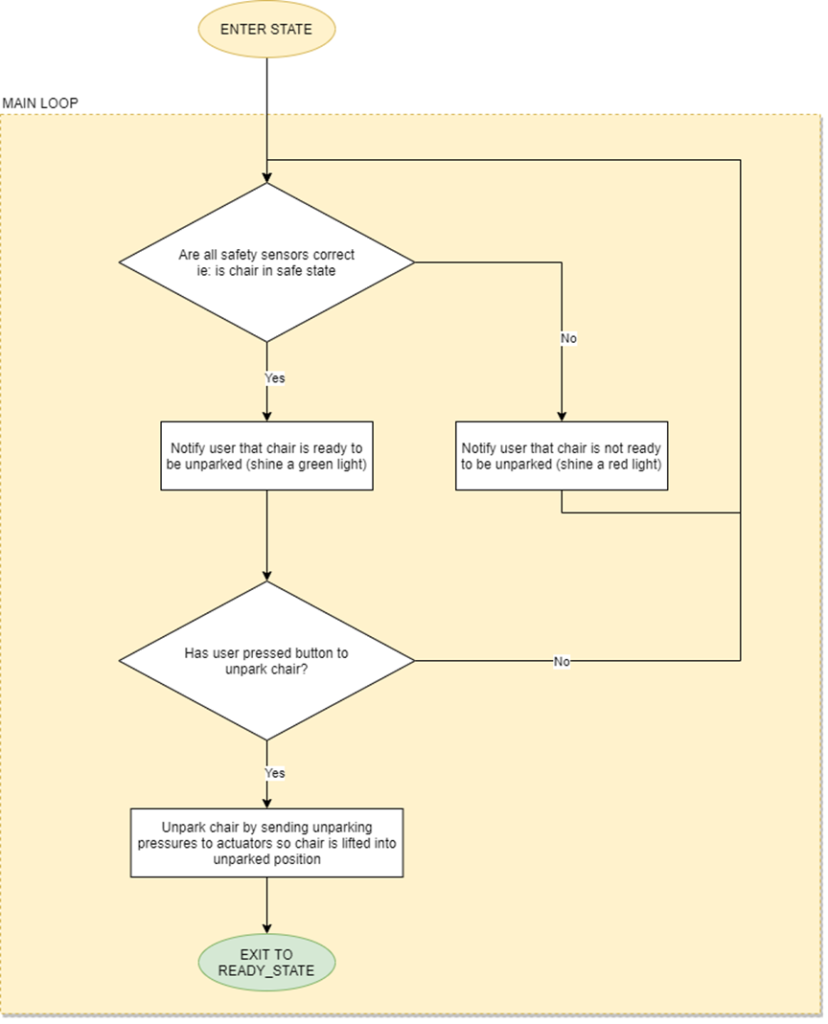 ENTER STATE
MAIN LOOP
Are all safety sensors correct
ie: is chair in safe state
No
Yes
Notify user that chair is ready to
be unparked (shine a green light)
Notify user that chair is not ready
to be unparked (shine a red light)
Has user pressed button to
unpark chair?
No
Yes
Unpark chair by sending unparking
pressures to actuators so chair is lifted into
unparked position
EXIT TO
READY_STATE